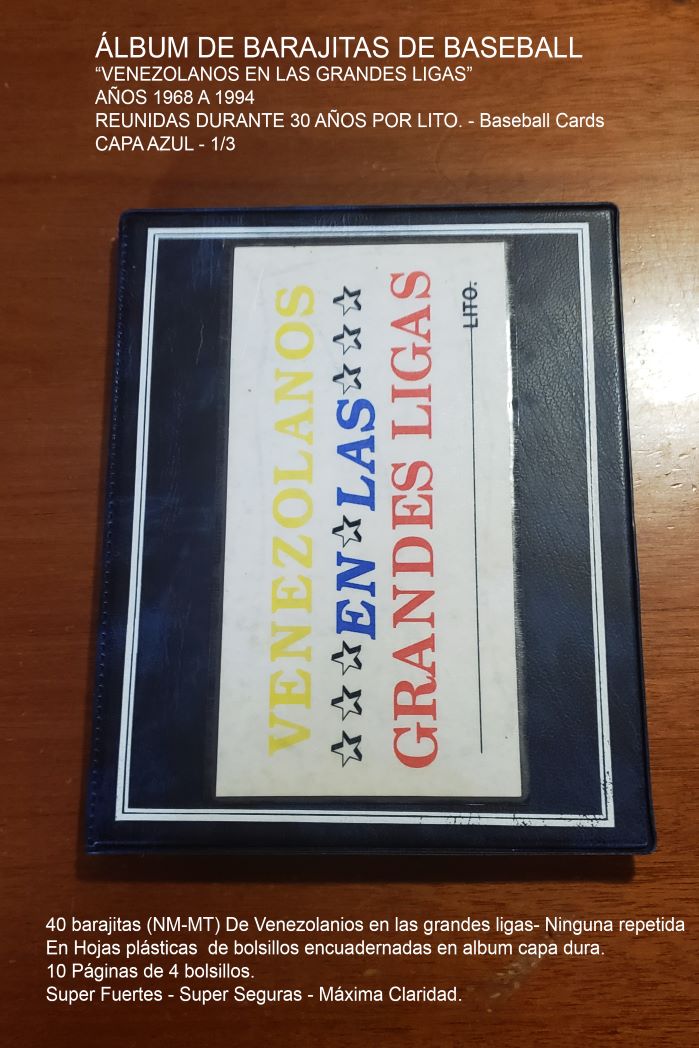 ÁLBUM DE BARAJITAS DE BASEBALL
“VENEZOLANOS EN LAS GRANDES LIGAS”
AÑOS 1968 A 1994
REUNIDAS DURANTE 30 AÑOS POR LITO. - Baseball Cards
CAPA AZUL - 1/3
VENEZOLANOS
☆☆☆☆EN☆LAS☆☆☆☆
GRANDES LIGAS
LITO.
40 barajitas (NM-MT) De Venezolanios en las grandes ligas- Ninguna repetida
En Hojas plásticas  de bolsillos encuadernadas en album capa dura.
10 Páginas de 4 bolsillos.
Super Fuertes - Super Seguras - Máxima Claridad.